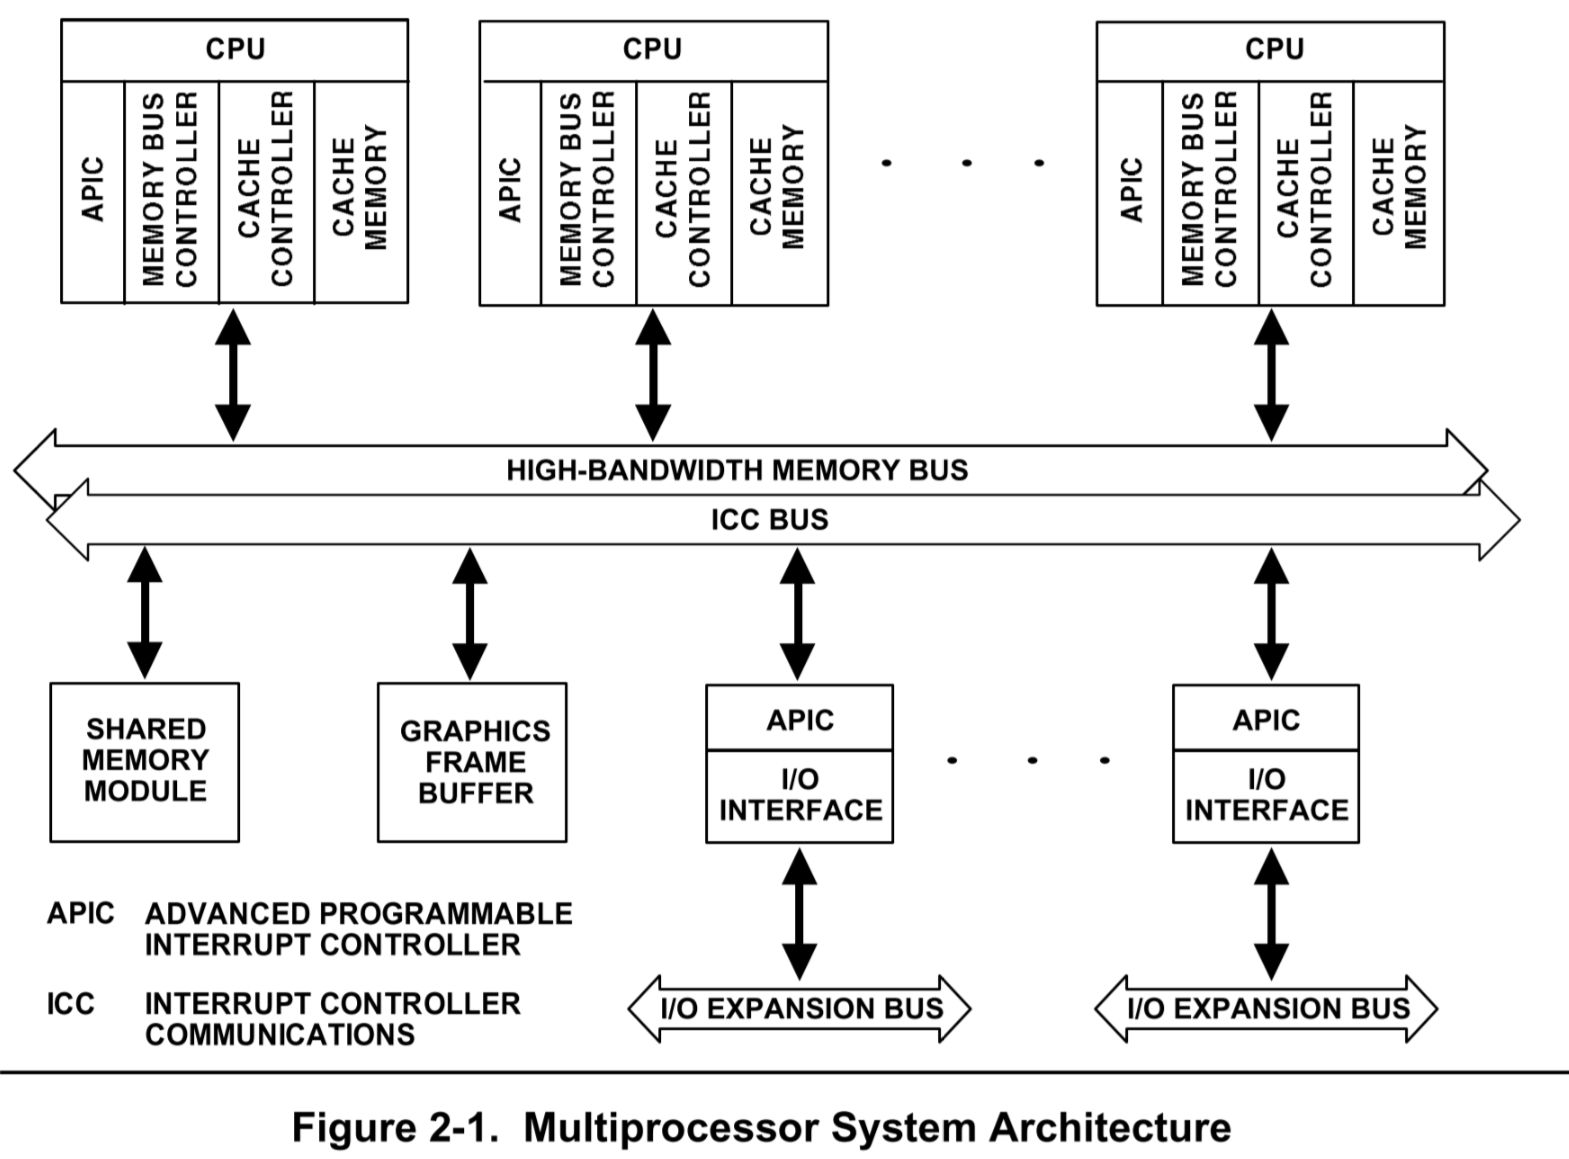 CPU
APIC
MEMORY BUS
CONTROLLER
CACHE
CONTROLLER
CACHE
MEMORY
CPU
APIC
MEMORY BUS
CONTROLLER
CACHE
CONTROLLER
CACHE
MEMORY
CPU
APIC
MEMORY BUS
CONTROLLER
CACHE
CONTROLLER
CACHE
MEMORY
HIGH-BANDWIDTH MEMORY BUS
ICC BUS
SHARED
MEMORY
MODULE
GRAPHICS
FRAME
BUFFER
APIC
I/O
INTERFACE
APIC
I/O
INTERFACE
I/O EXPANSION BUS
I/O EXPANSION BUS
APIC ADVANCED PROGRAMMABLE
INTERRUPT CONTROLLER
ICC INTERRUPT CONTROLLER
COMMUNICATIONS
Figure 2-1. Multiprocessor System Architecture